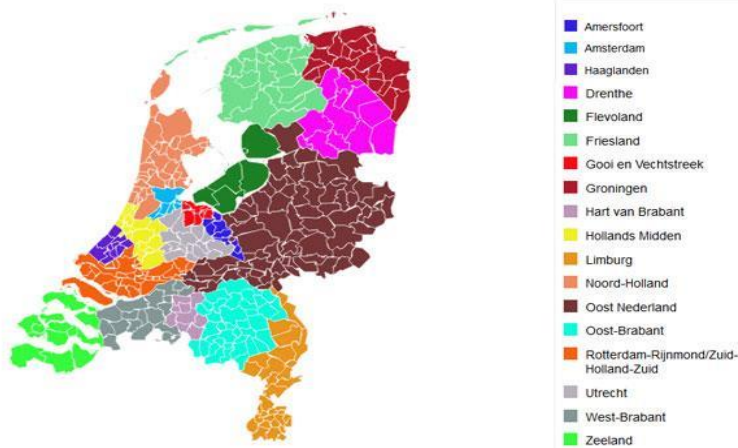 Amersfoort
Amsterdam
Haaglanden
Drenthe
Flevoland
Friesland
Gooi en Vechtstreek
Groningen
Hart van Brabant
Hollands Midden
Limburg
Noord-Holland
Oost Nederland
Oost-Brabant
Rotterdam-Rijnmond/Zuid-
Holland-Zuid
Utrecht
West-Brabant
Zeeland